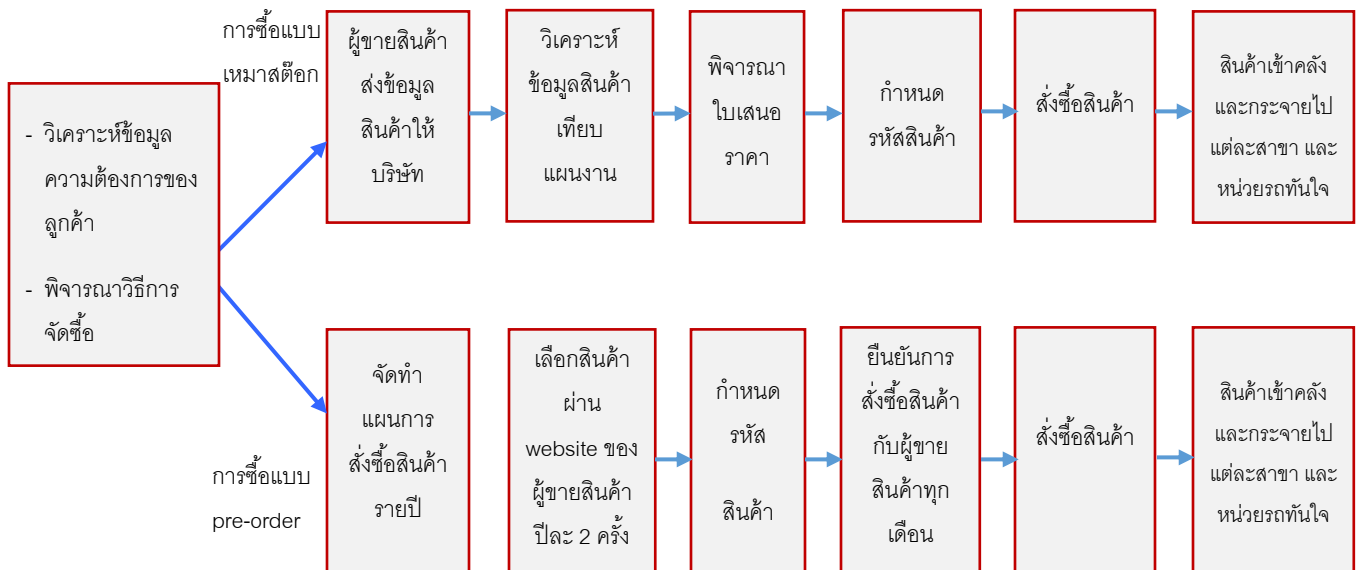 - วิเคราะห์ข้อมูล
ความต้องการของ
ลูกค้า
- พิจารณาวิธีการ
จัดซื้อ
การซื้อแบบ
เหมาสต๊อก
ผู้ขายสินค้า
ส่งข้อมูล
สินค้าให้
บริษัท
วิเคราะห์
ข้อมูลสินค้า
เทียบ
แผนงาน
พิจารณา
ใบเสนอ
ราคา
กำหนด
รหัสสินค้า
สั่งซื้อสินค้า
สินค้าเข้าคลัง
และกระจายไป
แต่ละสาขา และ
หน่วยรถทันใจ
การซื้อแบบ
pre-order
จัดทำ
แผนการ
สั่งซื้อสินค้า
รายปี
เลือกสินค้า
ผ่าน
website ของ
ผู้ขายสินค้า
ปีละ 2 ครั้ง
กำหนด
รหัส
สินค้า
ยืนยันการ
สั่งซื้อสินค้า
กับผู้ขาย
สินค้าทุก
เดือน
สั่งซื้อสินค้า
สินค้าเข้าคลัง
และกระจายไป
แต่ละสาขา และ
หน่วยรถทันใจ